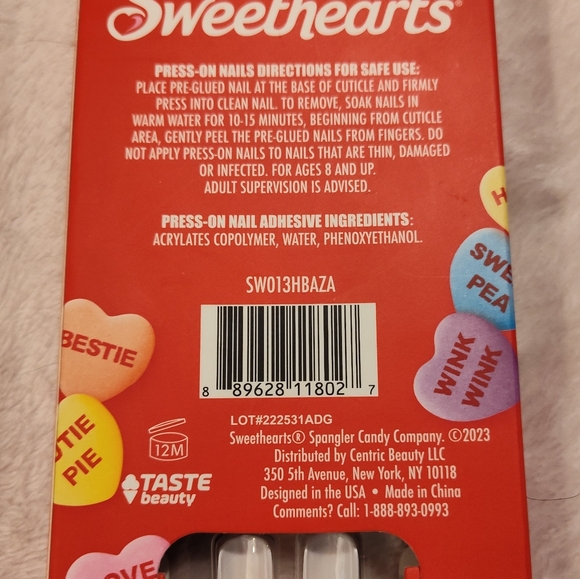 Sweethearts®
PRESS-ON NAILS DIRECTIONS FOR SAFE USE:
PLACE PRE-GLUED NAIL AT THE BASE OF CUTICLE AND FIRMLY
PRESS INTO CLEAN NAIL. TO REMOVE, SOAK NAILS IN
WARM WATER FOR 10-15 MINUTES, BEGINNING FROM CUTICLE
AREA, GENTLY PEEL THE PRE-GLUED NAILS FROM FINGERS. DO
NOT APPLY PRESS-ON NAILS TO NAILS THAT ARE THIN, DAMAGED
OR INFECTED. FOR AGES 8 AND UP.
ADULT SUPERVISION IS ADVISED.
PRESS-ON NAIL ADHESIVE INGREDIENTS:
ACRYLATES COPOLYMER, WATER, PHENOXYETHANOL.
H
SWE
PEA
SW013HBAZA
BESTIE
WINK
WINK
8 89628 11802 7
LOT#222531ADG
UTIE
PIE
12M
TASTE
beauty
Sweethearts® Spangler Candy Company. ©2023
Distributed by Centric Beauty LLC
350 5th Avenue, New York, NY 10118
Designed in the USA • Made in China
Comments? Call: 1-888-893-0993
OVE